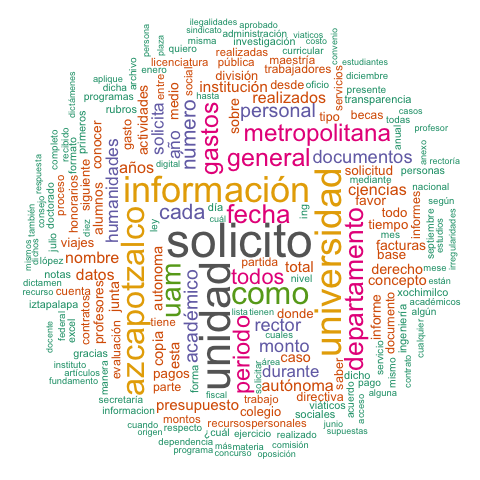 ilegalidades
aprobado
sindicato
viaticos
plaza
persona
misma
administración
costo
convenio
quiero
investigación
curricular
estudiantes
licenciatura
realizadas
pública
maestría
enero
archivo
aplique
dicha
división
trabajadores
diciembre
entre
social
hasta
institución
desde
oficio
servicios
presente
dictámenes
programas
rubros
actividades
solicita
medio
número
gastos
sobre
realizados
personal
tipo
becas
transparencia
casos
todas
recibido
formato
primeros
gasto
año
metropolitana
anual
profesor
completo
conocer
humanidades
general
documentos
anexo
rectoría
respuesta
consejo
doctorado
honorarios
proceso
siguiente
alumnos
años
digital
solicitud
mediante
personas
información
universidad
ciencias
nacional
también
mismos
dichos
julio
viajes
diez
azcapotzalco
cada
ley
día
cuál
fecha
ing
favor
según
todo
informes
tiempo
mes
septiembre
estudios
irregularidades
lópez
nombre
solicito
departamento
facturas
base
notas
datos
uam
unidad
como
todos
partida
total
nivel
derecho
mese
están
dictamen
recurso
cuenta
junta
autonoma
concepto
xochimilco
iztapalapa
contratos
profesores
académico
periodo
lista
tienen
donde
informe
académicos
algún
docente
federal
excel
evaluación
tiene
copia
esta
rector
monto
cuales
caso
saber
servicio
mismo
ingeniería
cualquier
gracias
instituto
artículos
fundamento
manera
pagos
parte
forma
solicitar
área
durante
autónoma
dicho
acuerdo
pago
acceso
contrato
alguna
secretaría
informacion
presupuesto
fiscal
trabajo
colegio
directiva
viáticos
sociales
cuando
origen
montos
respecto
recursos
personales
junio
supuestas
¿cuál
ejercicio
realizado
dependencia
programa
más
materia
concurso
comisión
oposición